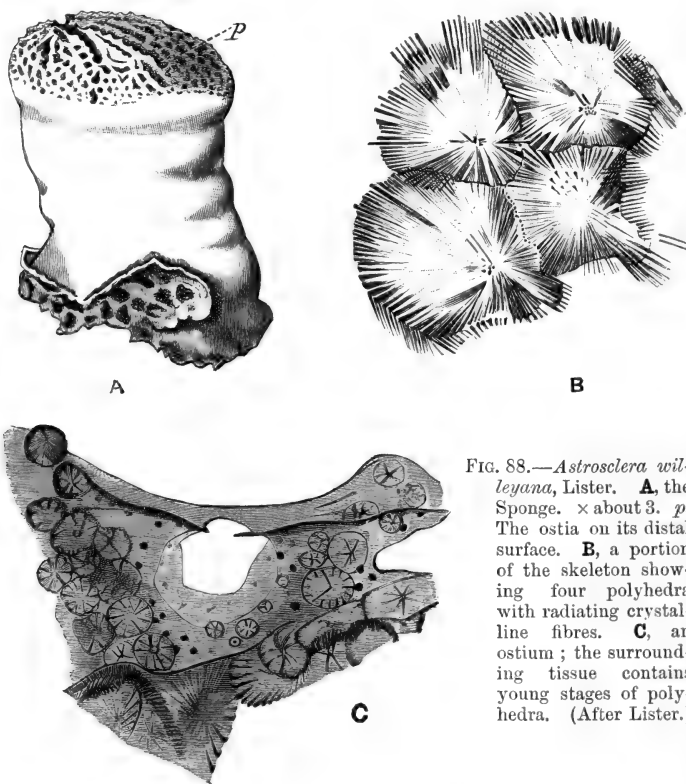 p
A
B
C
FIG. 88.—Astrosclera wil-
leyana, Lister. A, the
Sponge. × about 3. p
The ostia on its distal
surface. B, a portion
of the skeleton show-
ing four polyhedra
with radiating crystal
line fibres. C, an
ostium ; the surround
ing tissue contains
young stages of poly
hedra. (After Lister.